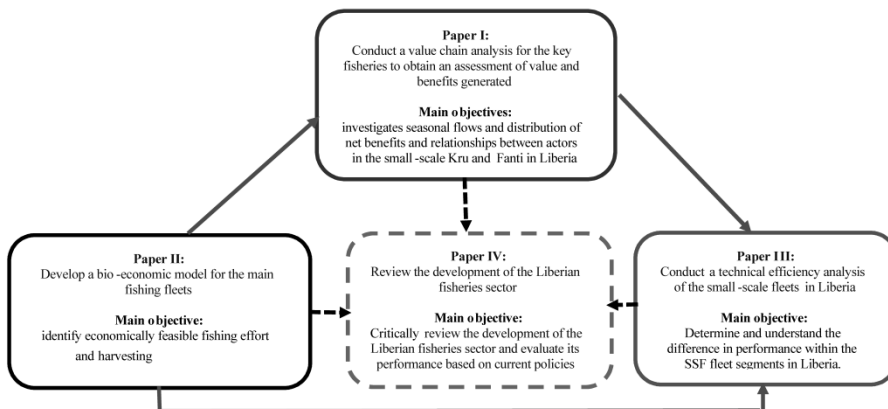 Paper I:
Conduct a value chain analysis for the key
fisheries to obtain an assessment of value and
benefits generated
Main objectives:
investigates seasonal flows and distribution of
net benefits and relationships between actors
in the small-scale Kru and Fanti in Liberia
Paper II:
Develop a bio-economic model for the main
fishing fleets
Main objective:
identify economically feasible fishing effort
and harvesting
Paper IV:
Review the development of the Liberian
fisheries sector
Main objective:
Critically review the development of the
Liberian fisheries sector and evaluate its
performance based on current policies
Paper III:
Conduct a technical efficiency analysis
of the small-scale fleets in Liberia
Main objective:
Determine and understand the
difference in performance within the
SSF fleet segments in Liberia.